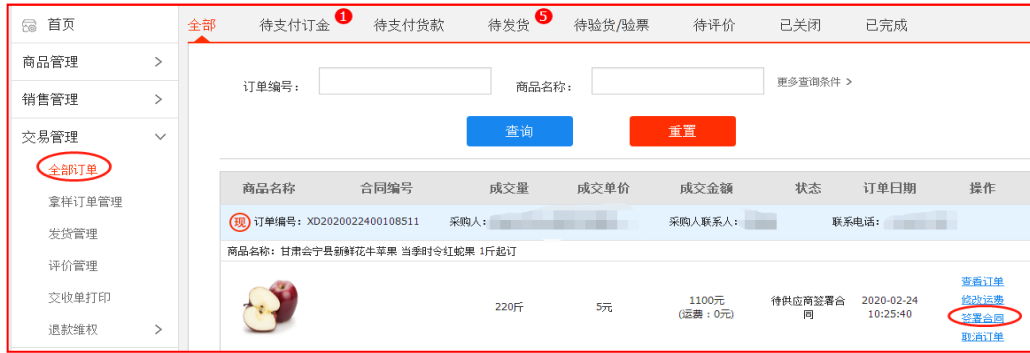 首页
全部 待支付订金 1 待支付货款 待发货 5 待验货/验票 待评价 已关闭 已完成
商品管理
销售管理
交易管理
全部订单
拿样订单管理
发货管理
评价管理
交收单打印
退款维权
订单编号： 商品名称： 更多查询条件
查询 重置
商品名称 合同编号 成交量 成交单价 成交金额 状态 订单日期 操作
现 订单编号：XD2020022400108511 采购人： 采购人联系人： 联系电话：
商品名称：甘肃会宁县新鲜花牛苹果 当季时令红蛇果 1斤起订
220斤 5元 1100元 待供应商签署合 2020-02-24 查看订单
(运费：0元) 同 10:25:40 修改运费
签署合同
取消订单